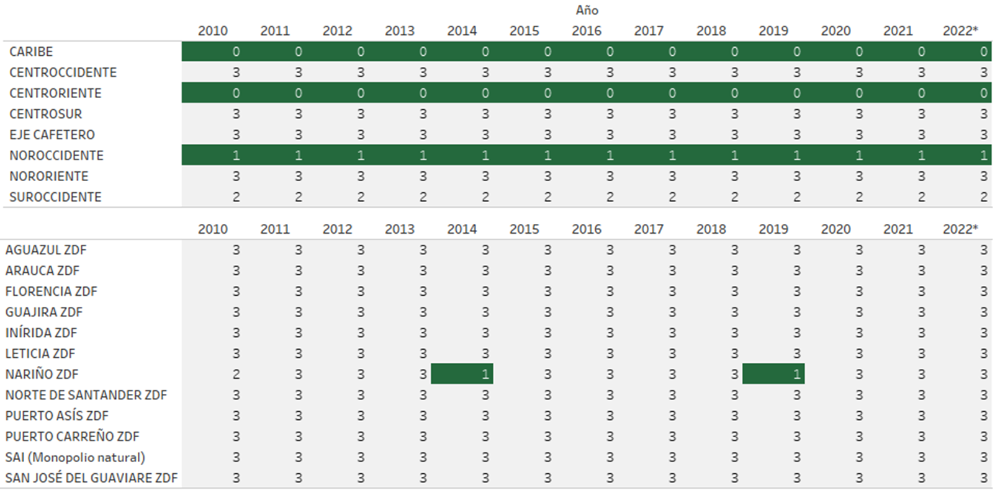 Año
2010 2011 2012 2013 2014 2015 2016 2017 2018 2019 2020 2021 2022*
CARIBE 0 0 0 0 0 0 0 0 0 0 0 0 0
CENTROCCIDENTE 3 3 3 3 3 3 3 3 3 3 3 3 3
CENTRORIENTE 0 0 0 0 0 0 0 0 0 0 0 0 0
CENTROSUR 3 3 3 3 3 3 3 3 3 3 3 3 3
EJE CAFETERO 3 3 3 3 3 3 3 3 3 3 3 3 3
NOROCCIDENTE 1 1 1 1 1 1 1 1 1 1 1 1 1
NORORIENTE 3 3 3 3 3 3 3 3 3 3 3 3 3
SUROCCIDENTE 2 2 2 2 2 2 2 2 2 2 2 2 2
2010 2011 2012 2013 2014 2015 2016 2017 2018 2019 2020 2021 2022*
AGUAZUL ZDF 3 3 3 3 3 3 3 3 3 3 3 3 3
ARAUCA ZDF 3 3 3 3 3 3 3 3 3 3 3 3 3
FLORENCIA ZDF 3 3 3 3 3 3 3 3 3 3 3 3 3
GUAJIRA ZDF 3 3 3 3 3 3 3 3 3 3 3 3 3
INÍRIDA ZDF 3 3 3 3 3 3 3 3 3 3 3 3 3
LETICIA ZDF 3 3 3 3 3 3 3 3 3 3 3 3 3
NARIÑO ZDF 2 3 3 3 1 3 3 3 3 1 3 3 3
NORTE DE SANTANDER ZDF 3 3 3 3 3 3 3 3 3 3 3 3 3
PUERTO ASÍS ZDF 3 3 3 3 3 3 3 3 3 3 3 3 3
PUERTO CARREÑO ZDF 3 3 3 3 3 3 3 3 3 3 3 3 3
SAI (Monopolio natural) 3 3 3 3 3 3 3 3 3 3 3 3 3
SAN JOSÉ DEL GUAVIARE ZDF 3 3 3 3 3 3 3 3 3 3 3 3 3